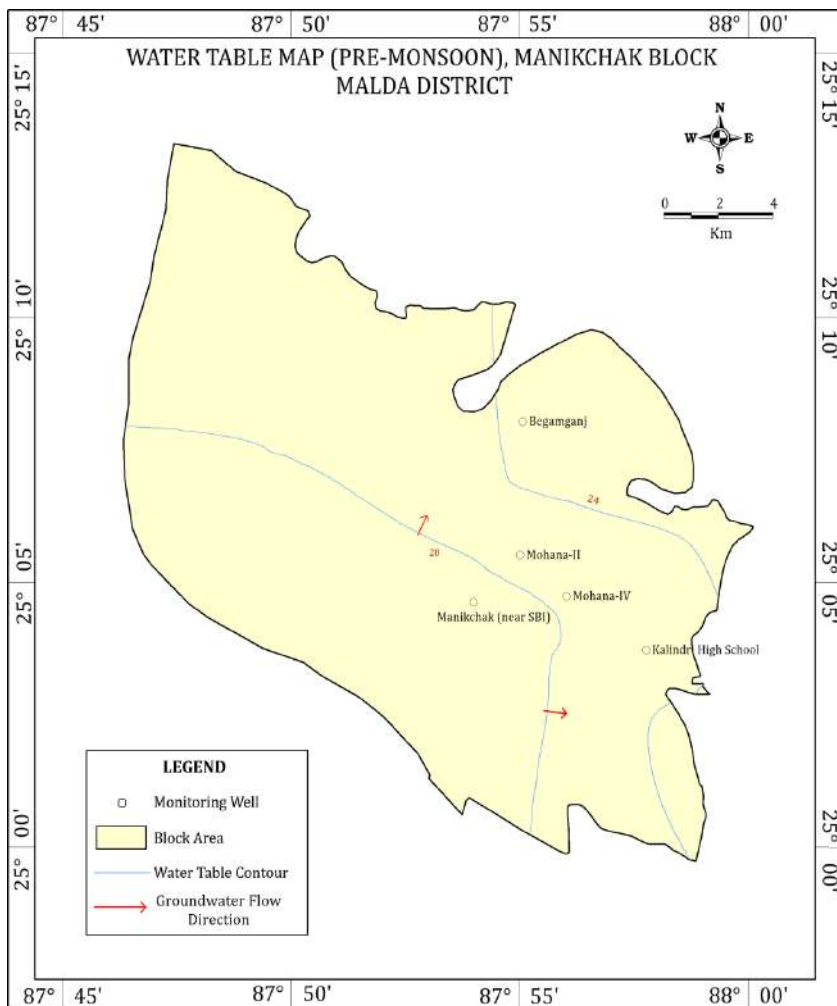 87° 45' 87° 50' 87° 55' 88° 00'
WATER TABLE MAP (PRE-MONSOON), MANIKCHAK BLOCK
MALDA DISTRICT
25° 15'
25° 15'
N
W E
S
0 2 4
Km
25° 10'
25° 10'
Begamganj
24
Mohana-II
28
25° 05'
25° 05'
Mohana-IV
Manikchak (near SBI)
Kalindri High School
LEGEND
Monitoring Well
Block Area
Water Table Contour
Groundwater Flow
Direction
25° 00'
25° 00'
87° 45' 87° 50' 87° 55' 88° 00'